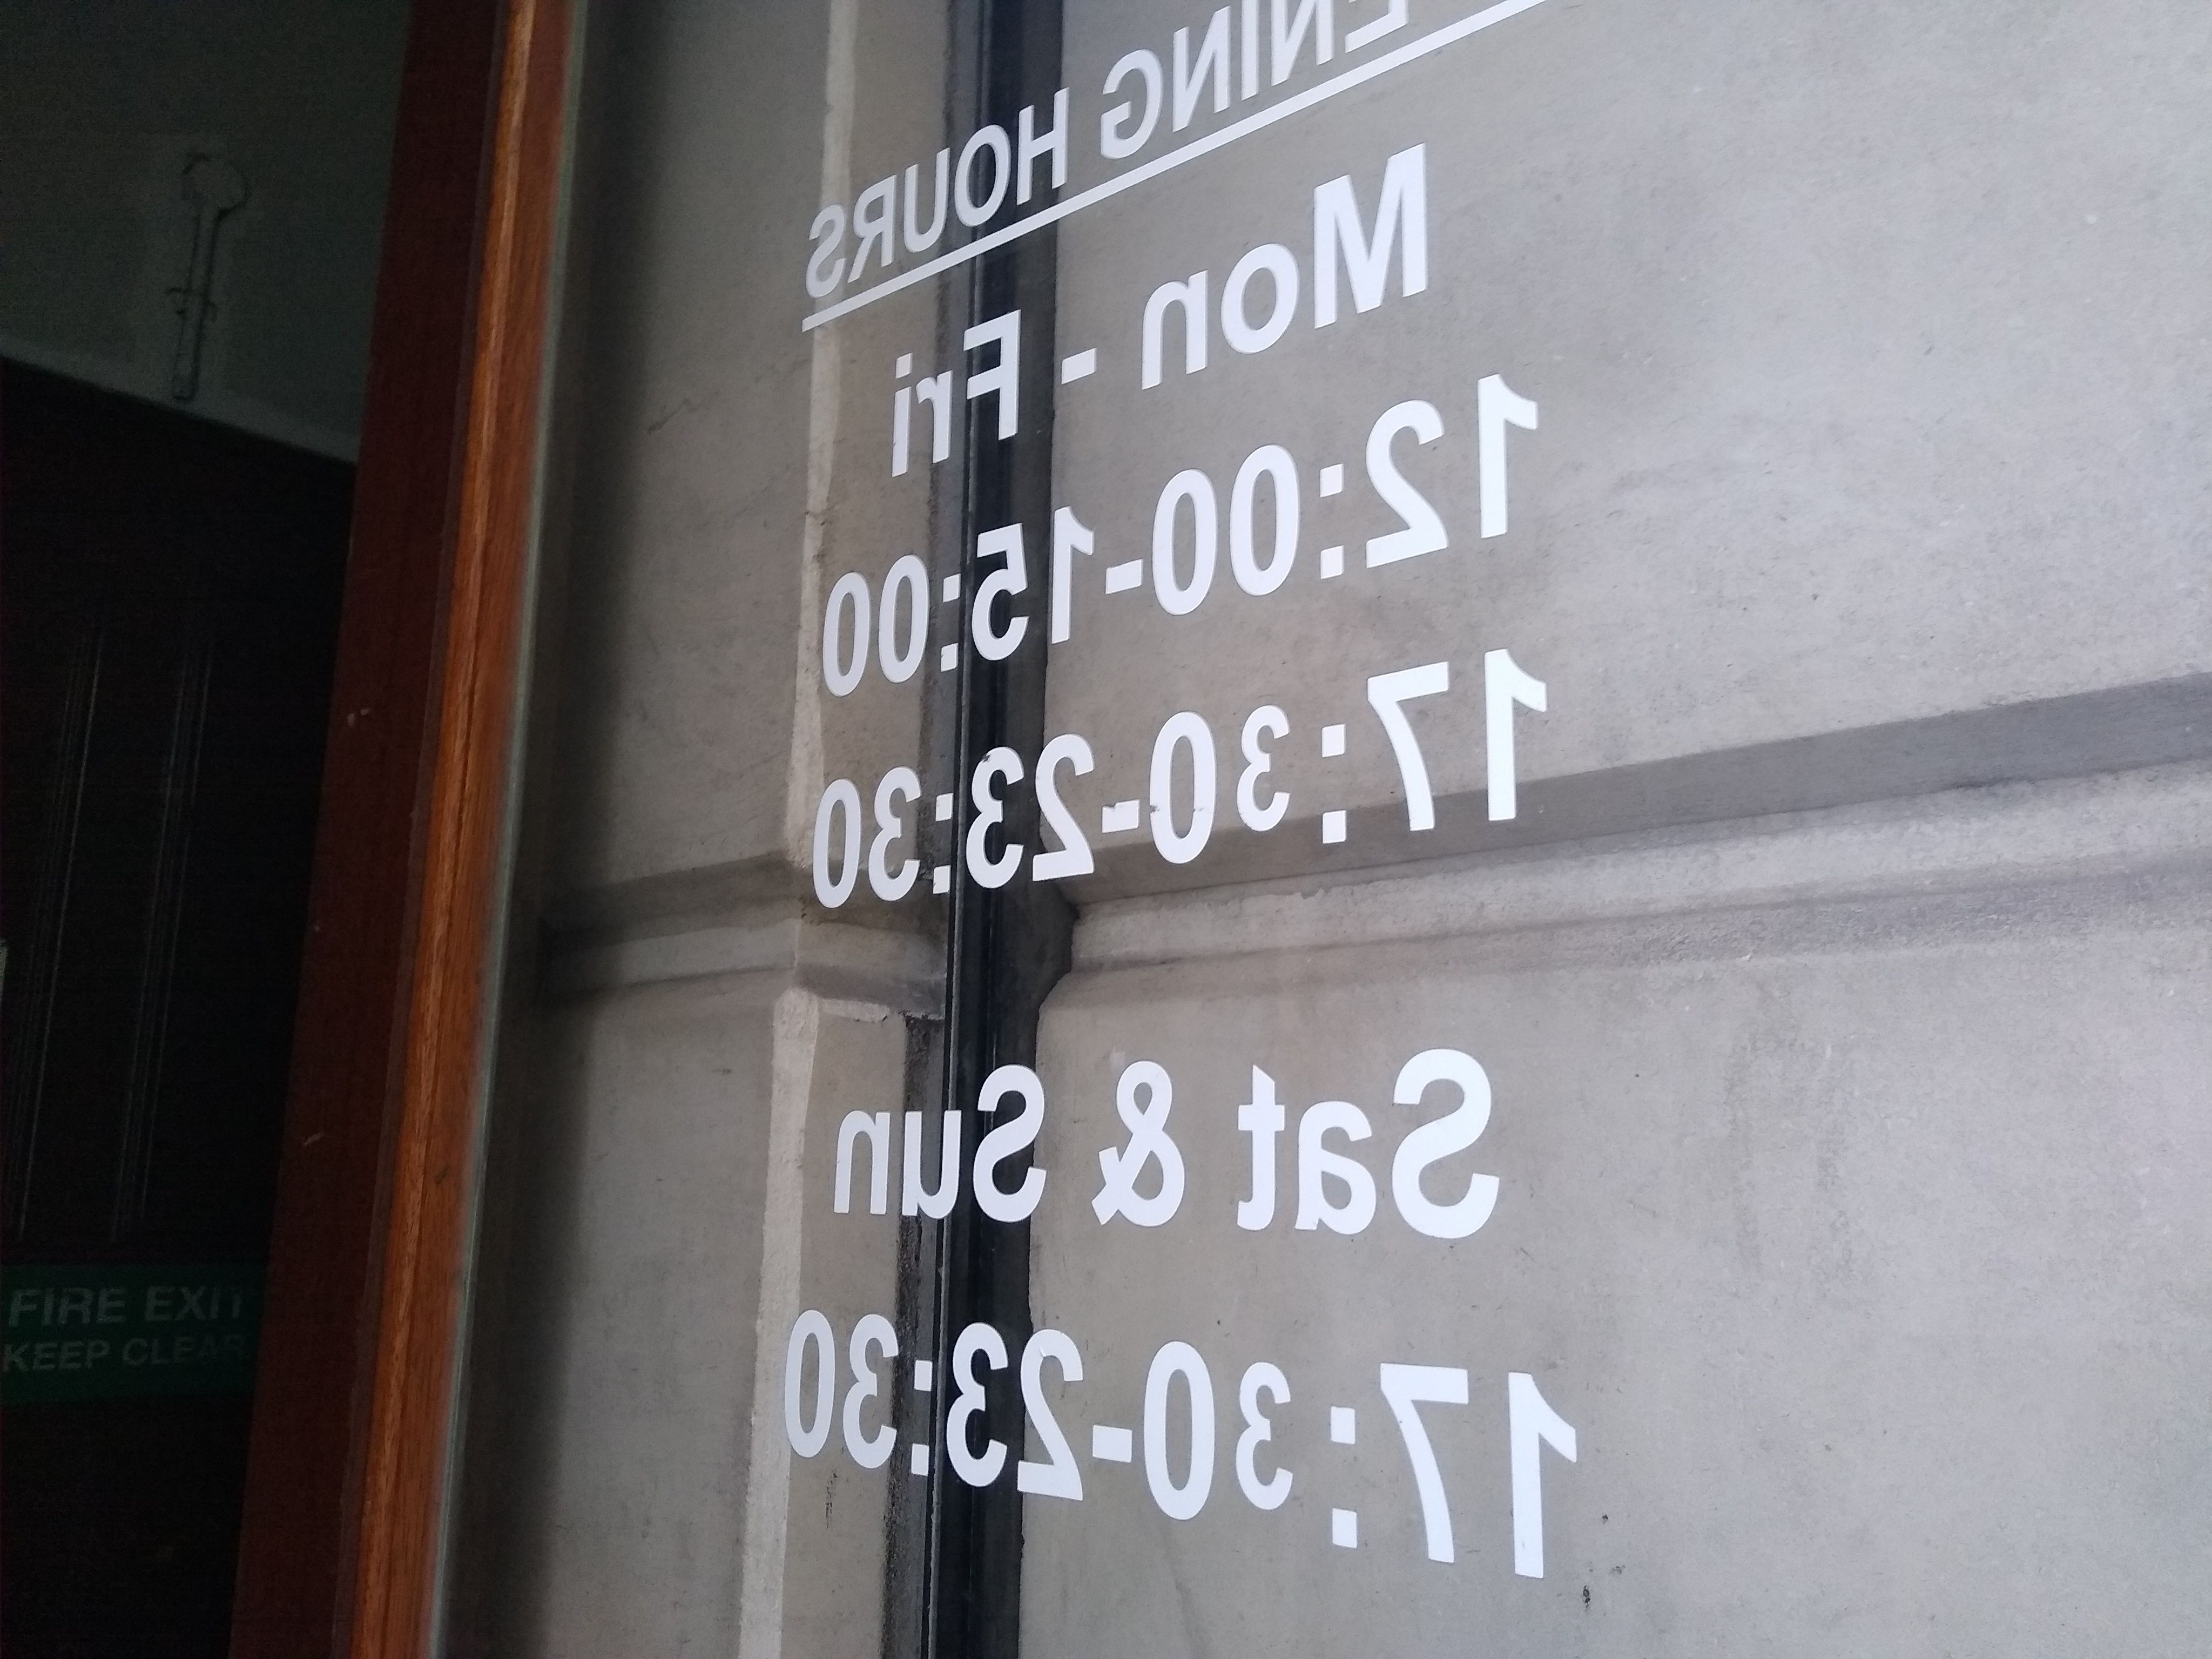 ENING HOURS
Mon - Fri
12:00-15:00
17:30-23:30
Sat & Sun
17:30-23:30
FIRE EXIT
KEEP CLEAR